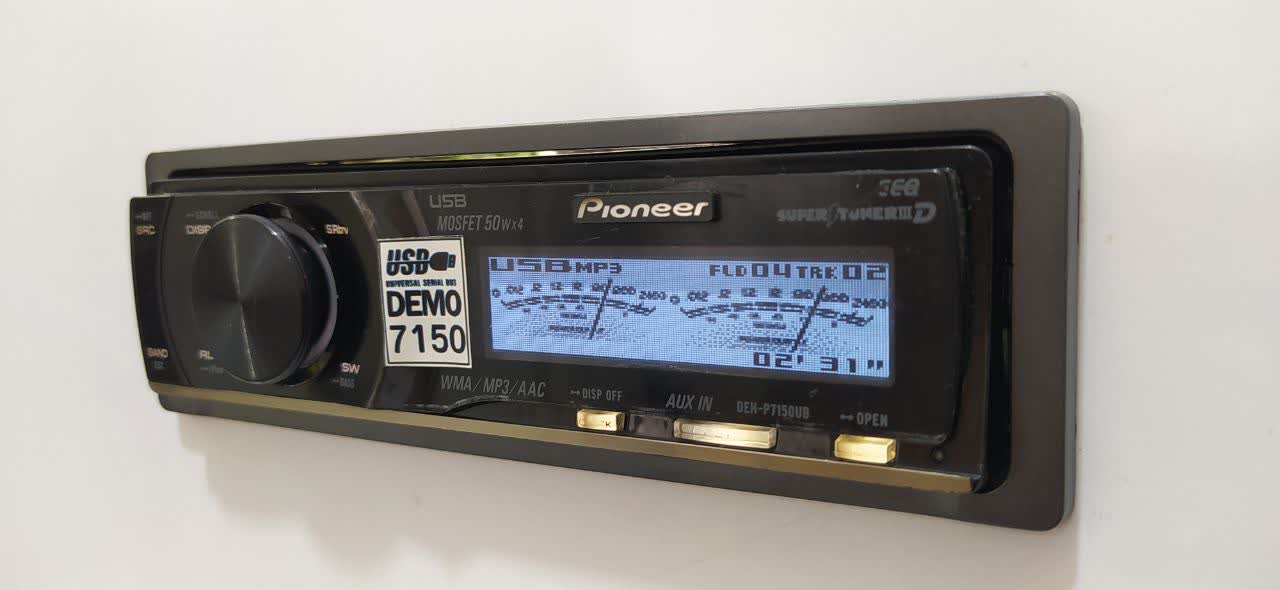 SRC
SCROLL
DISP
SRtrv
BAND
ESC
SW
BASS
USB
MOSFET 50W x 4
Pioneer
SUPER TUNER III D
USB
UNIVERSAL SERIAL BUS
DEMO
7150
USB MP3 FLD 04 TRK 02
02' 31"
WMA/MP3/AAC
DISP OFF
AUX IN
DEH-P7150UB
OPEN